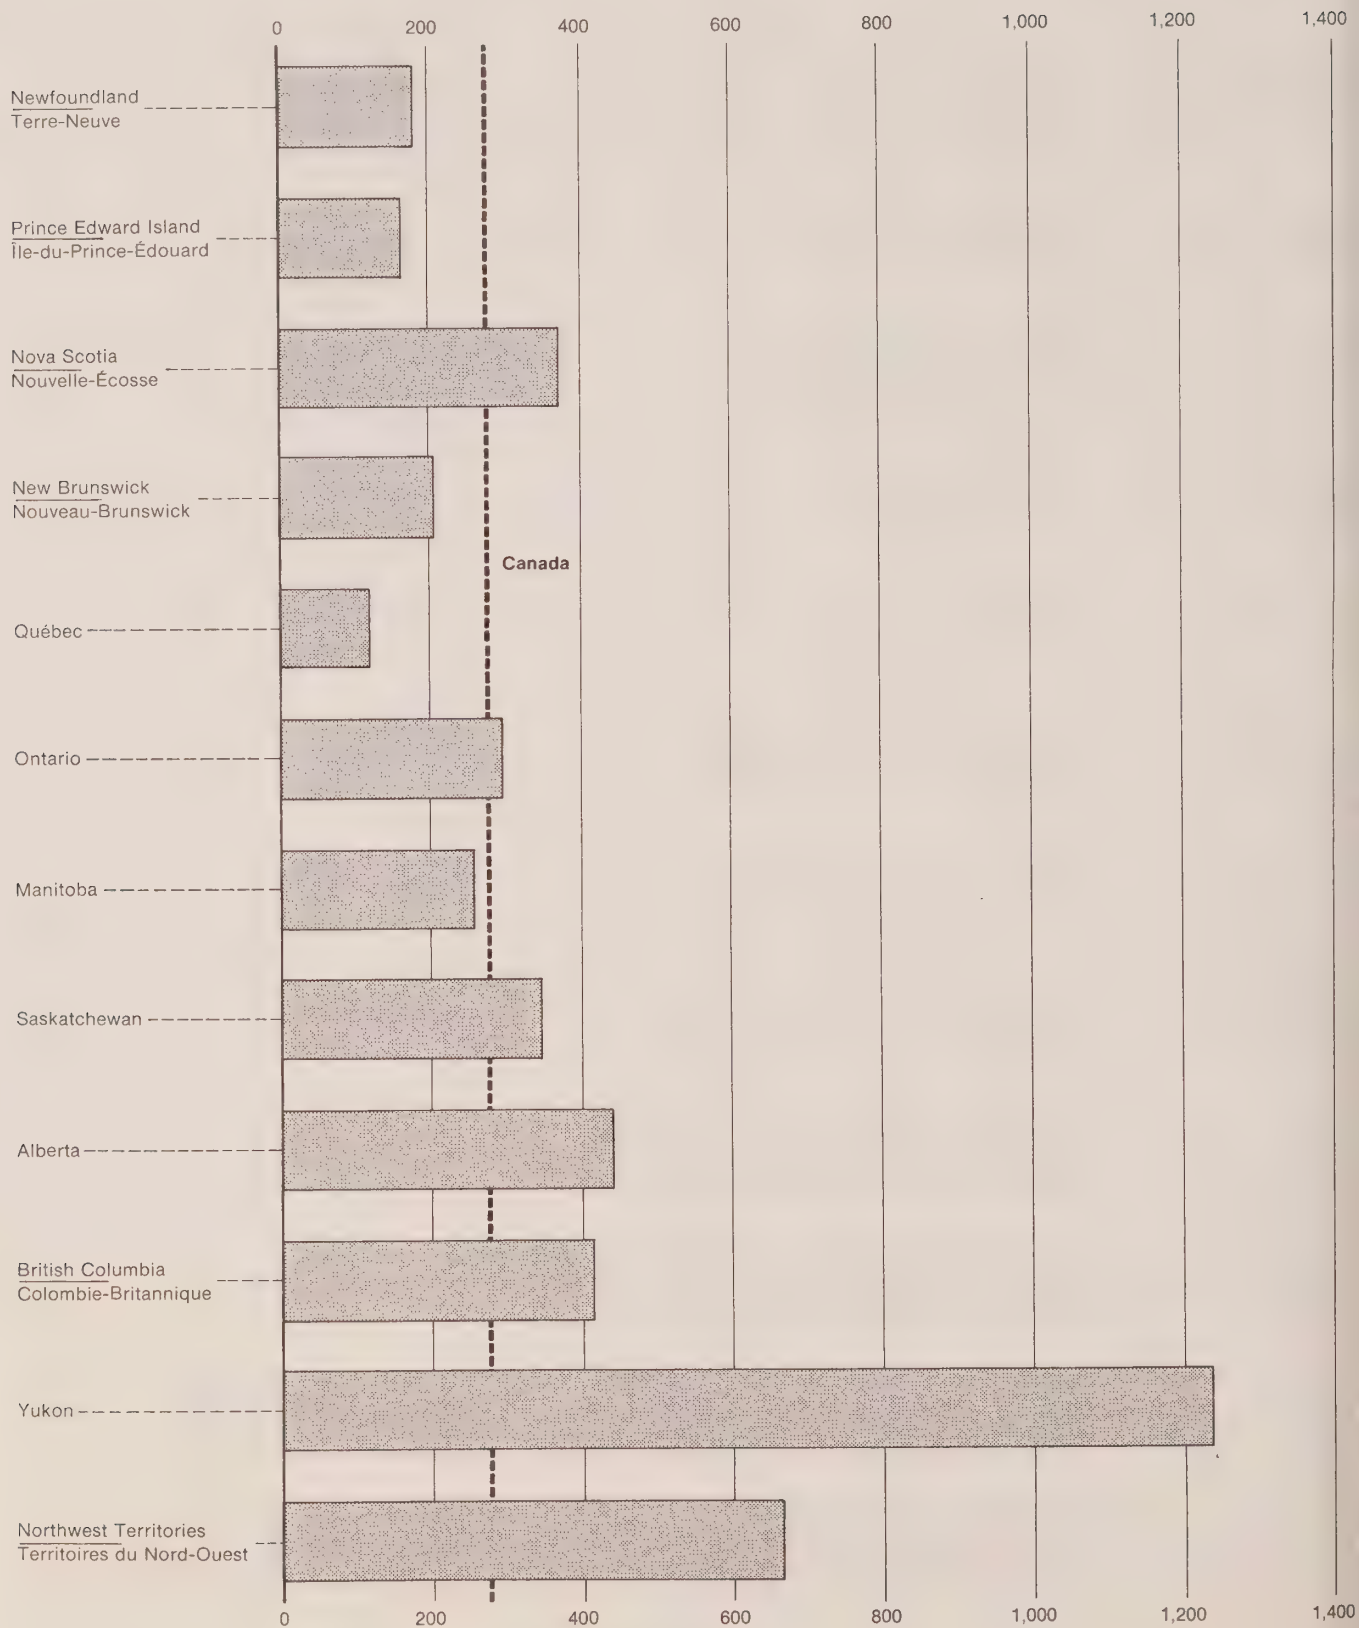 0 200 400 600 800 1,000 1,200 1,400
Newfoundland
Terre-Neuve
Prince Edward Island
Île-du-Prince-Édouard
Nova Scotia
Nouvelle-Écosse
New Brunswick
Nouveau-Brunswick
Canada
Québec
Ontario
Manitoba
Saskatchewan
Alberta
British Columbia
Colombie-Britannique
Yukon
Northwest Territories
Territoires du Nord-Ouest
0 200 400 600 800 1,000 1,200 1,400